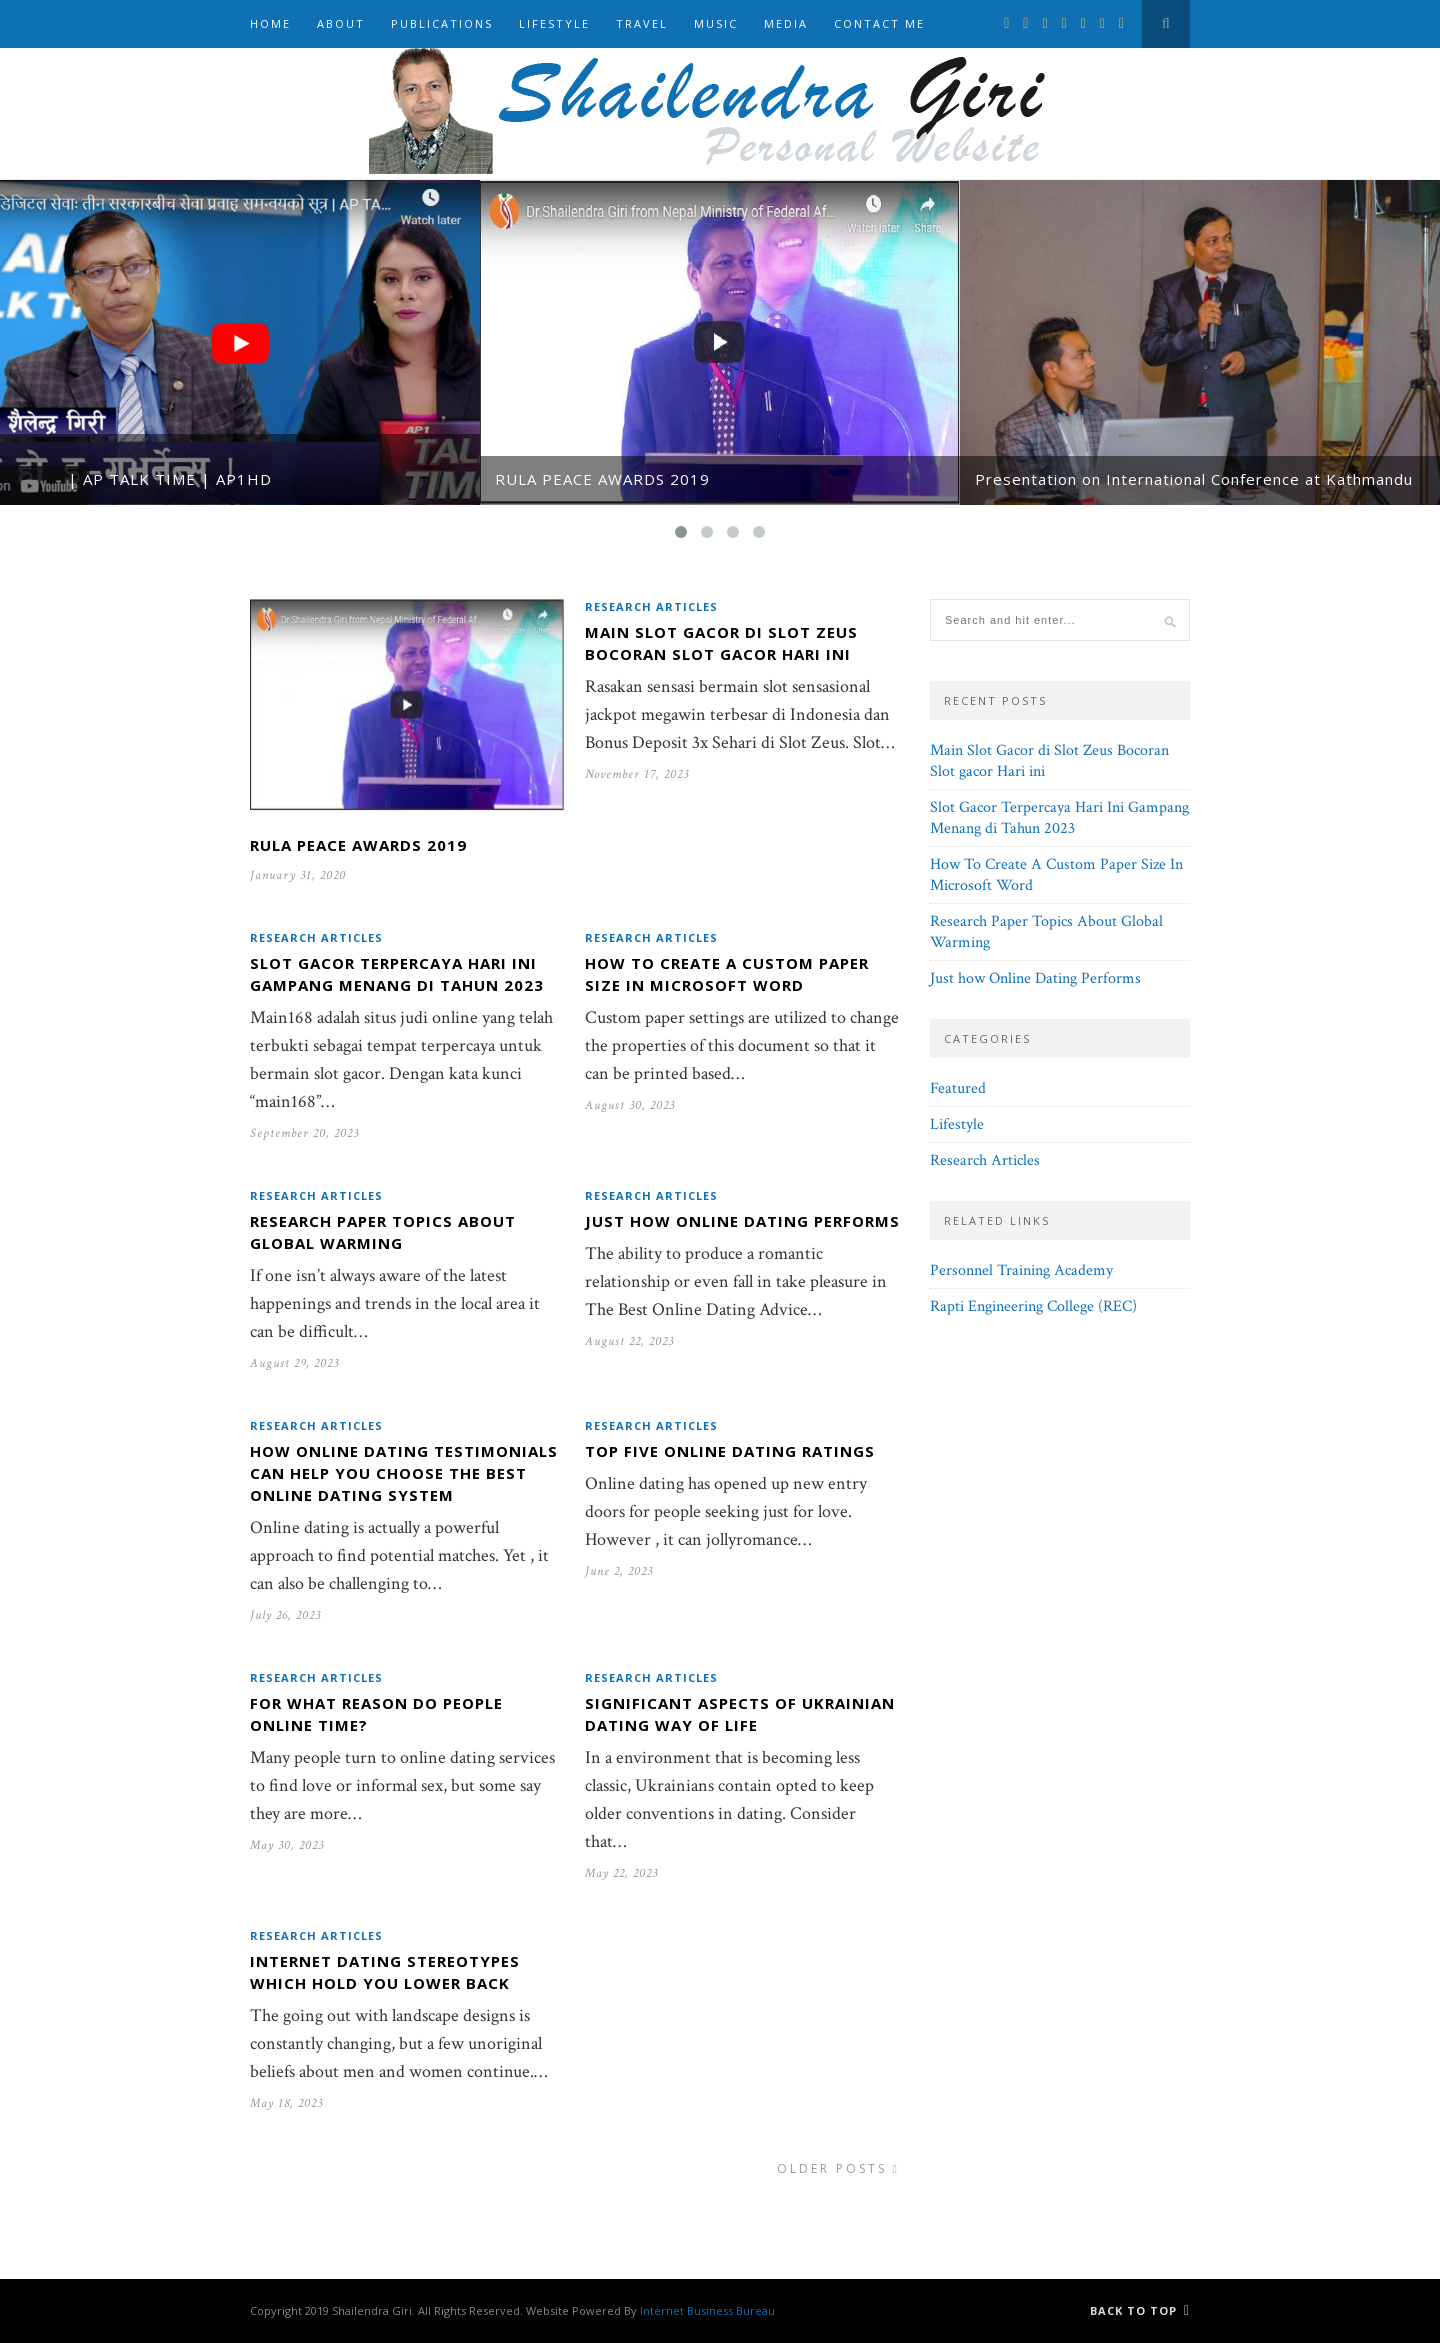 HOME ABOUT PUBLICATIONS LIFESTYLE TRAVEL MUSIC MEDIA CONTACT ME
Shailendra Giri
Personal Website
डिजिटल सेवाः तीन सरकारबीच सेवा प्रवाह समन्वयको सूत्र | AP TA...
Watch later
शैलेन्द्र गिरी
AP1
TALK
TIME
YouTube
| AP TALK TIME | AP1HD
Dr.Shailendra Giri from Nepal Ministry of Federal Af...
Watch later
Share
RULA PEACE AWARDS 2019
Presentation on International Conference at Kathmandu
Dr.Shailendra Giri from Nepal Ministry of Federal Af...
RULA PEACE AWARDS 2019
January 31, 2020
RESEARCH ARTICLES
MAIN SLOT GACOR DI SLOT ZEUS
BOCORAN SLOT GACOR HARI INI
Rasakan sensasi bermain slot sensasional
jackpot megawin terbesar di Indonesia dan
Bonus Deposit 3x Sehari di Slot Zeus. Slot…
November 17, 2023
RESEARCH ARTICLES
SLOT GACOR TERPERCAYA HARI INI
GAMPANG MENANG DI TAHUN 2023
Main168 adalah situs judi online yang telah
terbukti sebagai tempat terpercaya untuk
bermain slot gacor. Dengan kata kunci
“main168”…
September 20, 2023
RESEARCH ARTICLES
HOW TO CREATE A CUSTOM PAPER
SIZE IN MICROSOFT WORD
Custom paper settings are utilized to change
the properties of this document so that it
can be printed based…
August 30, 2023
RESEARCH ARTICLES
RESEARCH PAPER TOPICS ABOUT
GLOBAL WARMING
If one isn’t always aware of the latest
happenings and trends in the local area it
can be difficult…
August 29, 2023
RESEARCH ARTICLES
JUST HOW ONLINE DATING PERFORMS
The ability to produce a romantic
relationship or even fall in take pleasure in
The Best Online Dating Advice…
August 22, 2023
RESEARCH ARTICLES
HOW ONLINE DATING TESTIMONIALS
CAN HELP YOU CHOOSE THE BEST
ONLINE DATING SYSTEM
Online dating is actually a powerful
approach to find potential matches. Yet , it
can also be challenging to…
July 26, 2023
RESEARCH ARTICLES
TOP FIVE ONLINE DATING RATINGS
Online dating has opened up new entry
doors for people seeking just for love.
However , it can jollyromance…
June 2, 2023
RESEARCH ARTICLES
FOR WHAT REASON DO PEOPLE
ONLINE TIME?
Many people turn to online dating services
to find love or informal sex, but some say
they are more…
May 30, 2023
RESEARCH ARTICLES
SIGNIFICANT ASPECTS OF UKRAINIAN
DATING WAY OF LIFE
In a environment that is becoming less
classic, Ukrainians contain opted to keep
older conventions in dating. Consider
that…
May 22, 2023
RESEARCH ARTICLES
INTERNET DATING STEREOTYPES
WHICH HOLD YOU LOWER BACK
The going out with landscape designs is
constantly changing, but a few unoriginal
beliefs about men and women continue.…
May 18, 2023
OLDER POSTS
Search and hit enter...
RECENT POSTS
Main Slot Gacor di Slot Zeus Bocoran
Slot gacor Hari ini
Slot Gacor Terpercaya Hari Ini Gampang
Menang di Tahun 2023
How To Create A Custom Paper Size In
Microsoft Word
Research Paper Topics About Global
Warming
Just how Online Dating Performs
CATEGORIES
Featured
Lifestyle
Research Articles
RELATED LINKS
Personnel Training Academy
Rapti Engineering College (REC)
Copyright 2019 Shailendra Giri. All Rights Reserved. Website Powered By Internet Business Bureau
BACK TO TOP